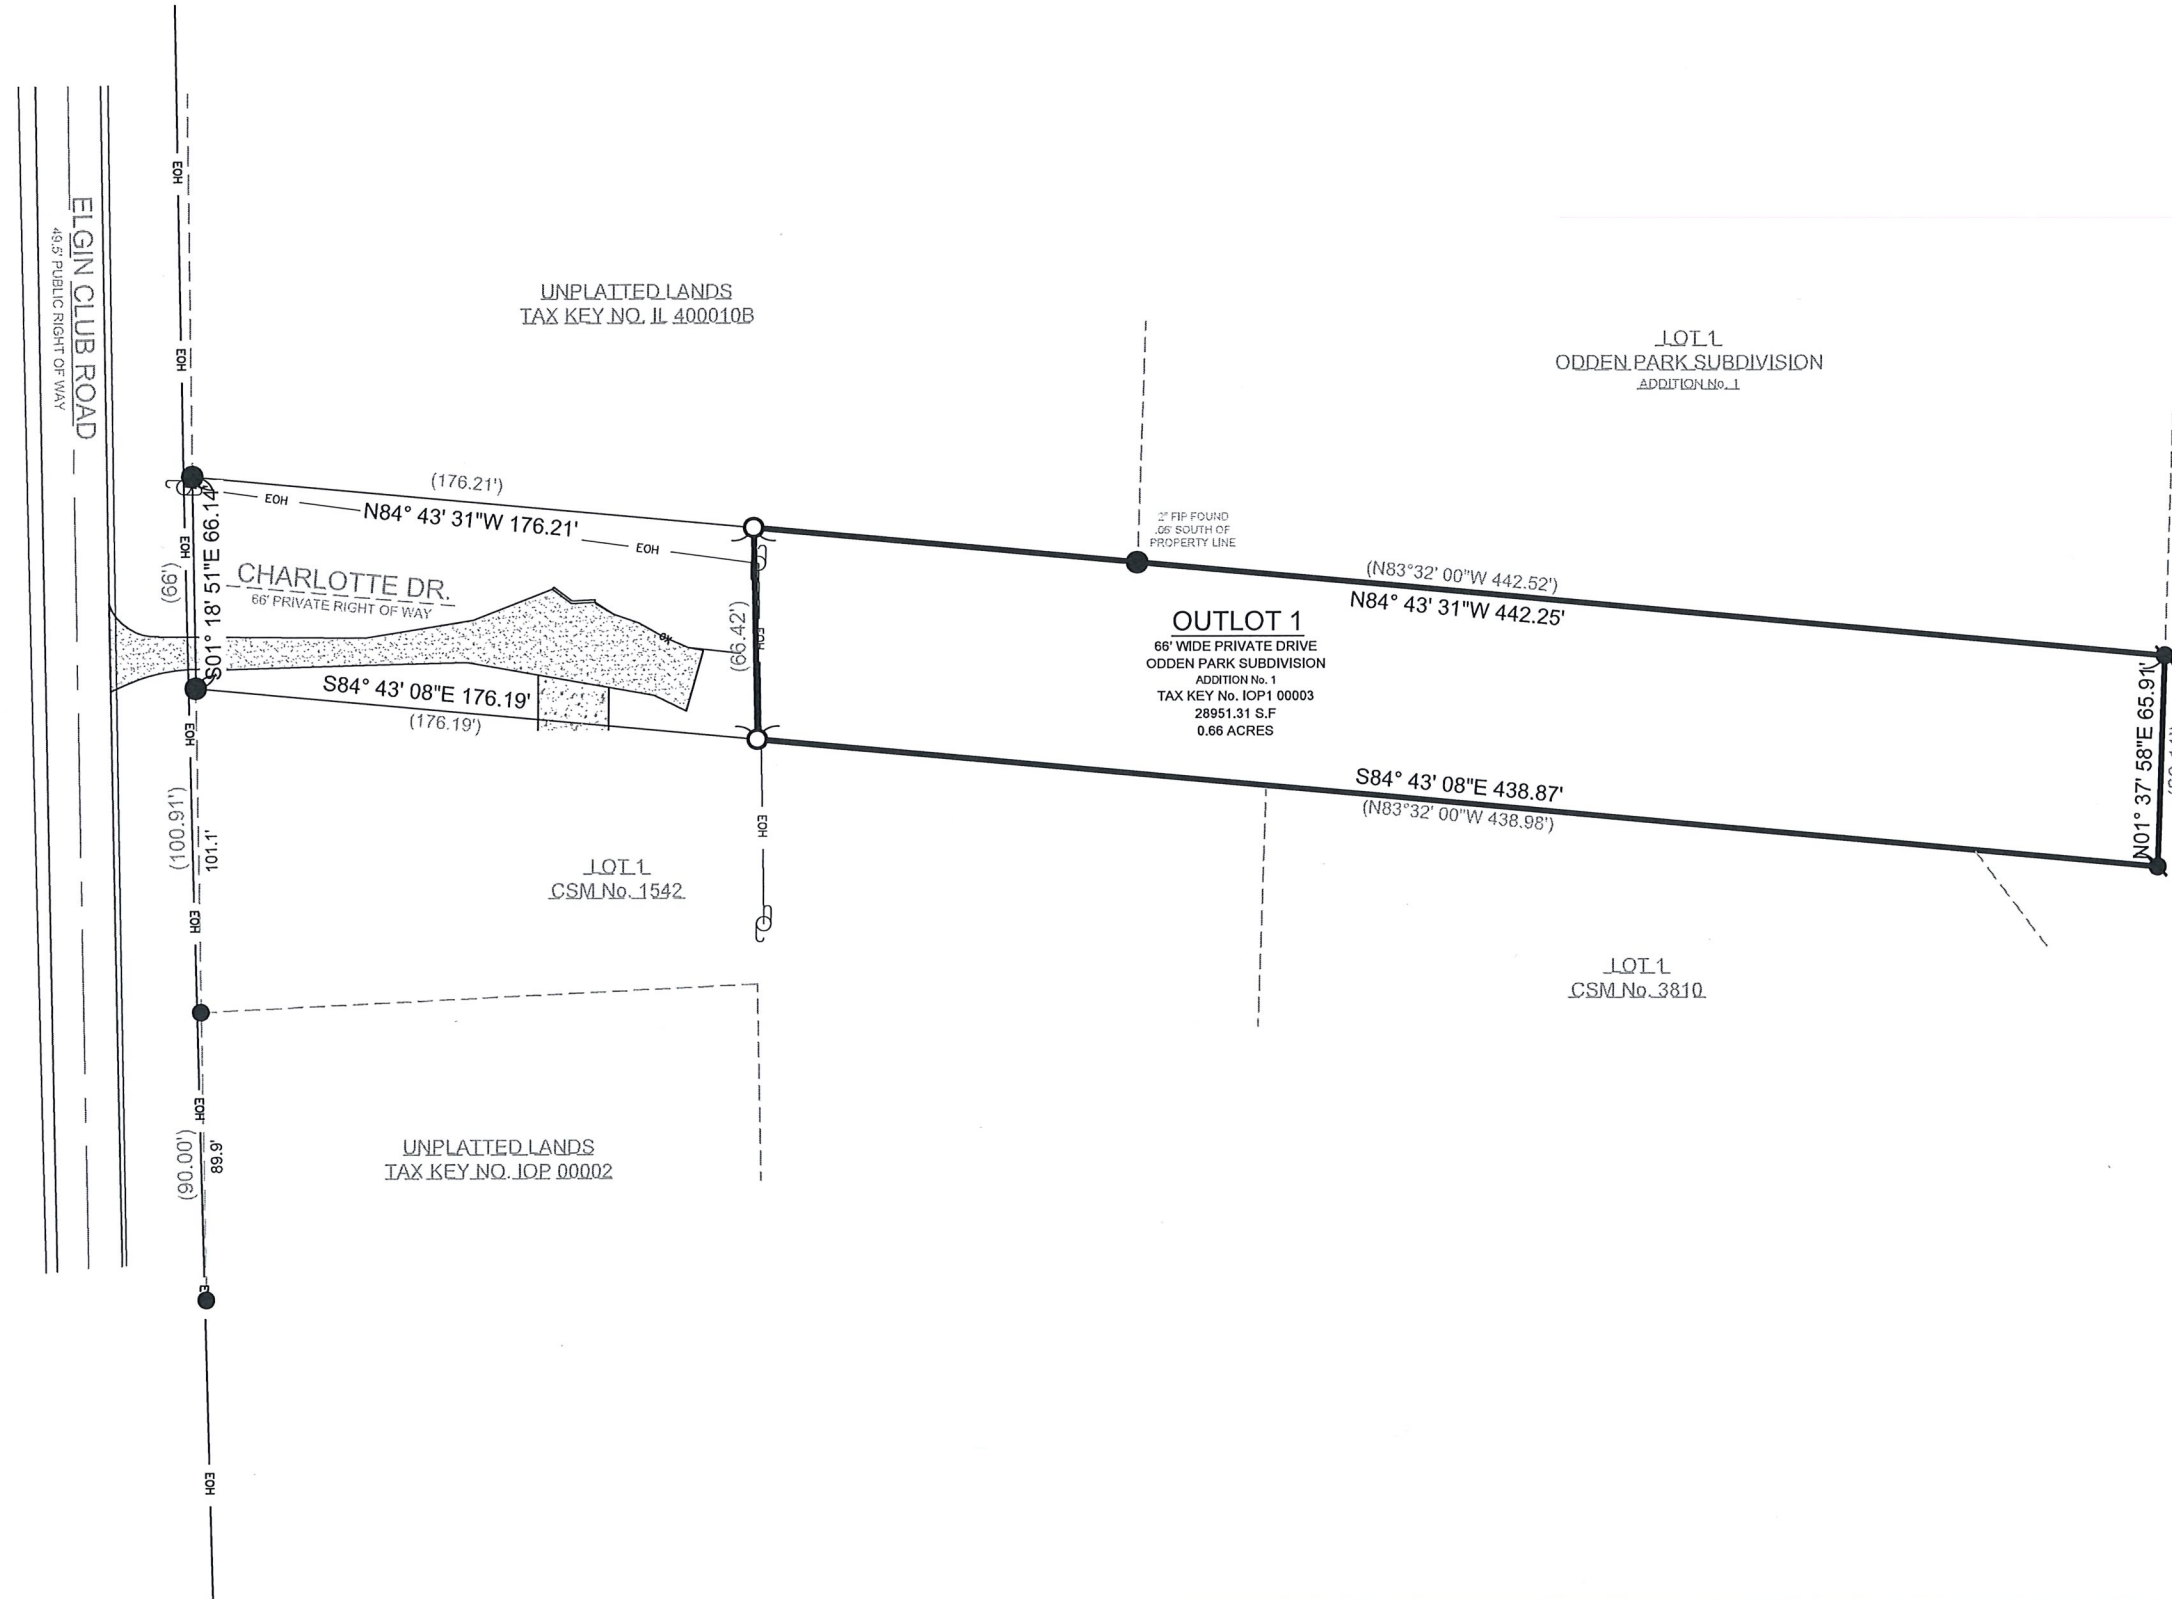 ELGIN CLUB ROAD
49.5' PUBLIC RIGHT OF WAY
EOH
EOH
UNPLATTED LANDS
TAX KEY NO. IL 400010B
LOT 1
ODDEN PARK SUBDIVISION
ADDITION No. 1
(176.21')
EOH
N84° 43' 31"W 176.21'
EOH
2" FIP FOUND
.06' SOUTH OF
PROPERTY LINE
EOH
(66')
S01° 18' 51"E 66.14'
CHARLOTTE DR.
66' PRIVATE RIGHT OF WAY
(66.42')
EOH
(N83°32' 00"W 442.52')
N84° 43' 31"W 442.25'
OUTLOT 1
66' WIDE PRIVATE DRIVE
ODDEN PARK SUBDIVISION
ADDITION No. 1
TAX KEY No. IOP1 00003
28951.31 S.F
0.66 ACRES
N01° 37' 58"E 65.91'
S84° 43' 08"E 176.19'
(176.19')
EOH
S84° 43' 08"E 438.87'
(N83°32' 00"W 438.98')
(100.91')
101.1'
EOH
LOT 1
CSM No. 1542
EOH
LOT 1
CSM No. 3810
EOH
(90.00')
89.9'
UNPLATTED LANDS
TAX KEY NO. IOP 00002
E
EOH